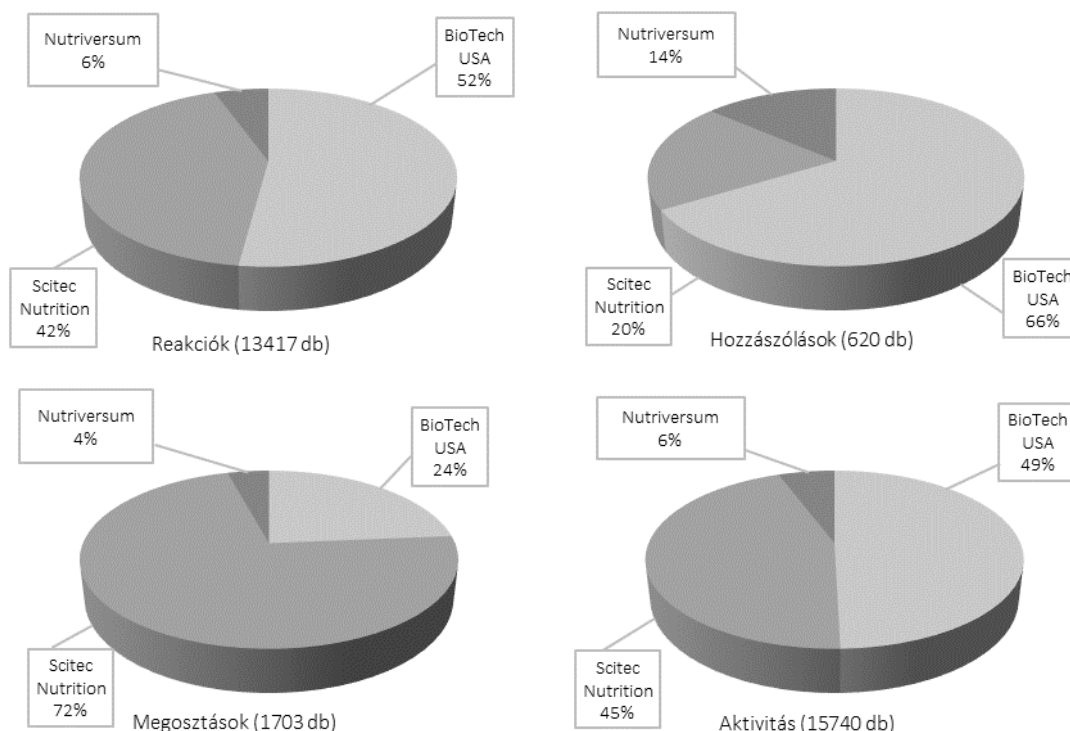 Nutriversum
6%
BioTech
USA
52%
Scitec
Nutrition
42%
Reakciók (13417 db)
Nutriversum
14%
BioTech
USA
66%
Scitec
Nutrition
20%
Hozzászólások (620 db)
Nutriversum
4%
BioTech
USA
24%
Scitec
Nutrition
72%
Megosztások (1703 db)
Nutriversum
6%
BioTech
USA
49%
Scitec
Nutrition
45%
Aktivitás (15740 db)